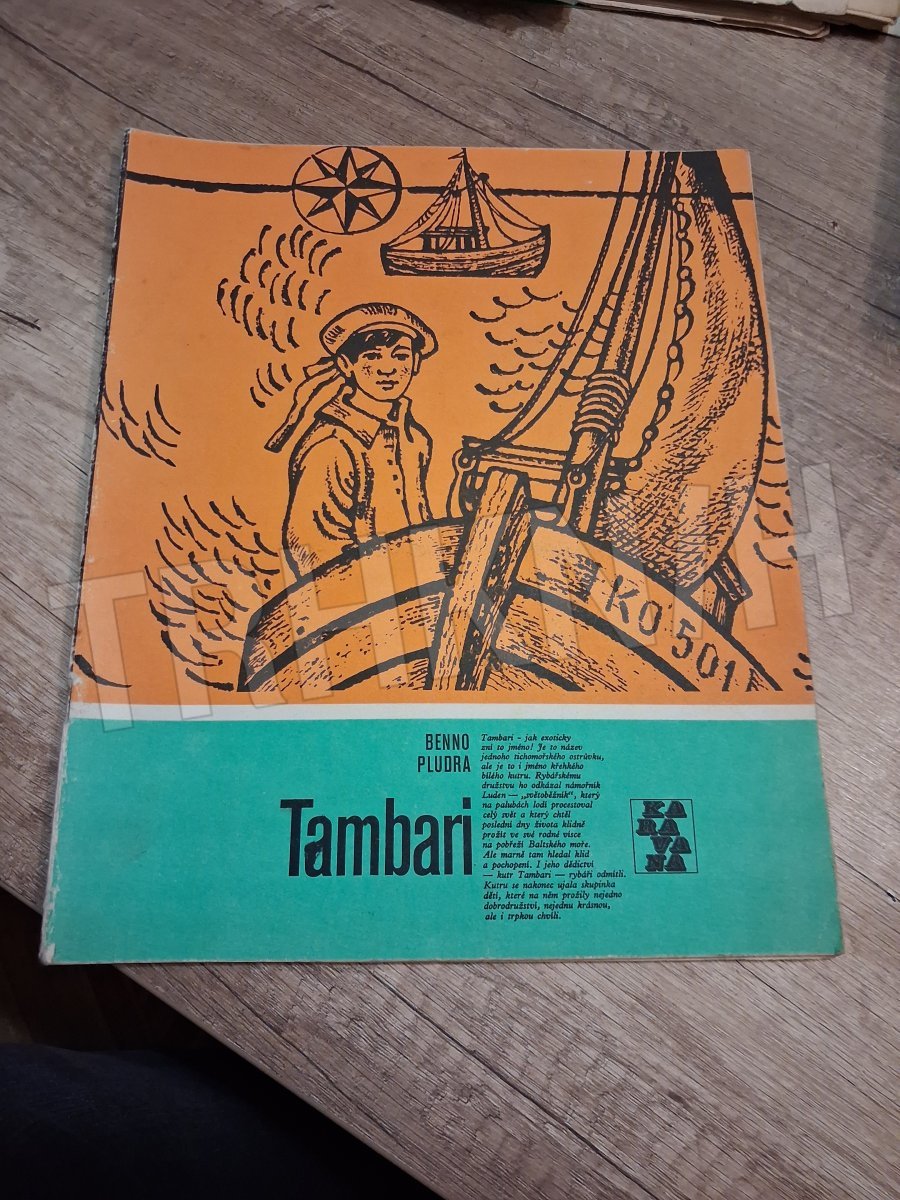 KO 501
BENNO
PLUDRA
Tambari
Tambari - jak exoticky
zní to jméno! Je to název
jednoho tichomořského ostrůvku,
ale je to i jméno křehkého
bílého kutru. Rybářskému
družstvu ho odkázal námořník
Luden — „světoběžník“, který
na palubách lodí procestoval
celý svět a který chtěl
poslední dny života klidně
prožít ve své rodné vísce
na pobřeží Baltského moře.
Ale marně tam hledal klid
a pochopení. I jeho dědictví
— kutr Tambari — rybáři odmítli.
Kutru se nakonec ujala skupinka
dětí, které na něm prožily nejedno
dobrodružství, nejednu krásnou,
ale i trpkou chvíli.
KA
RA
VA
NA